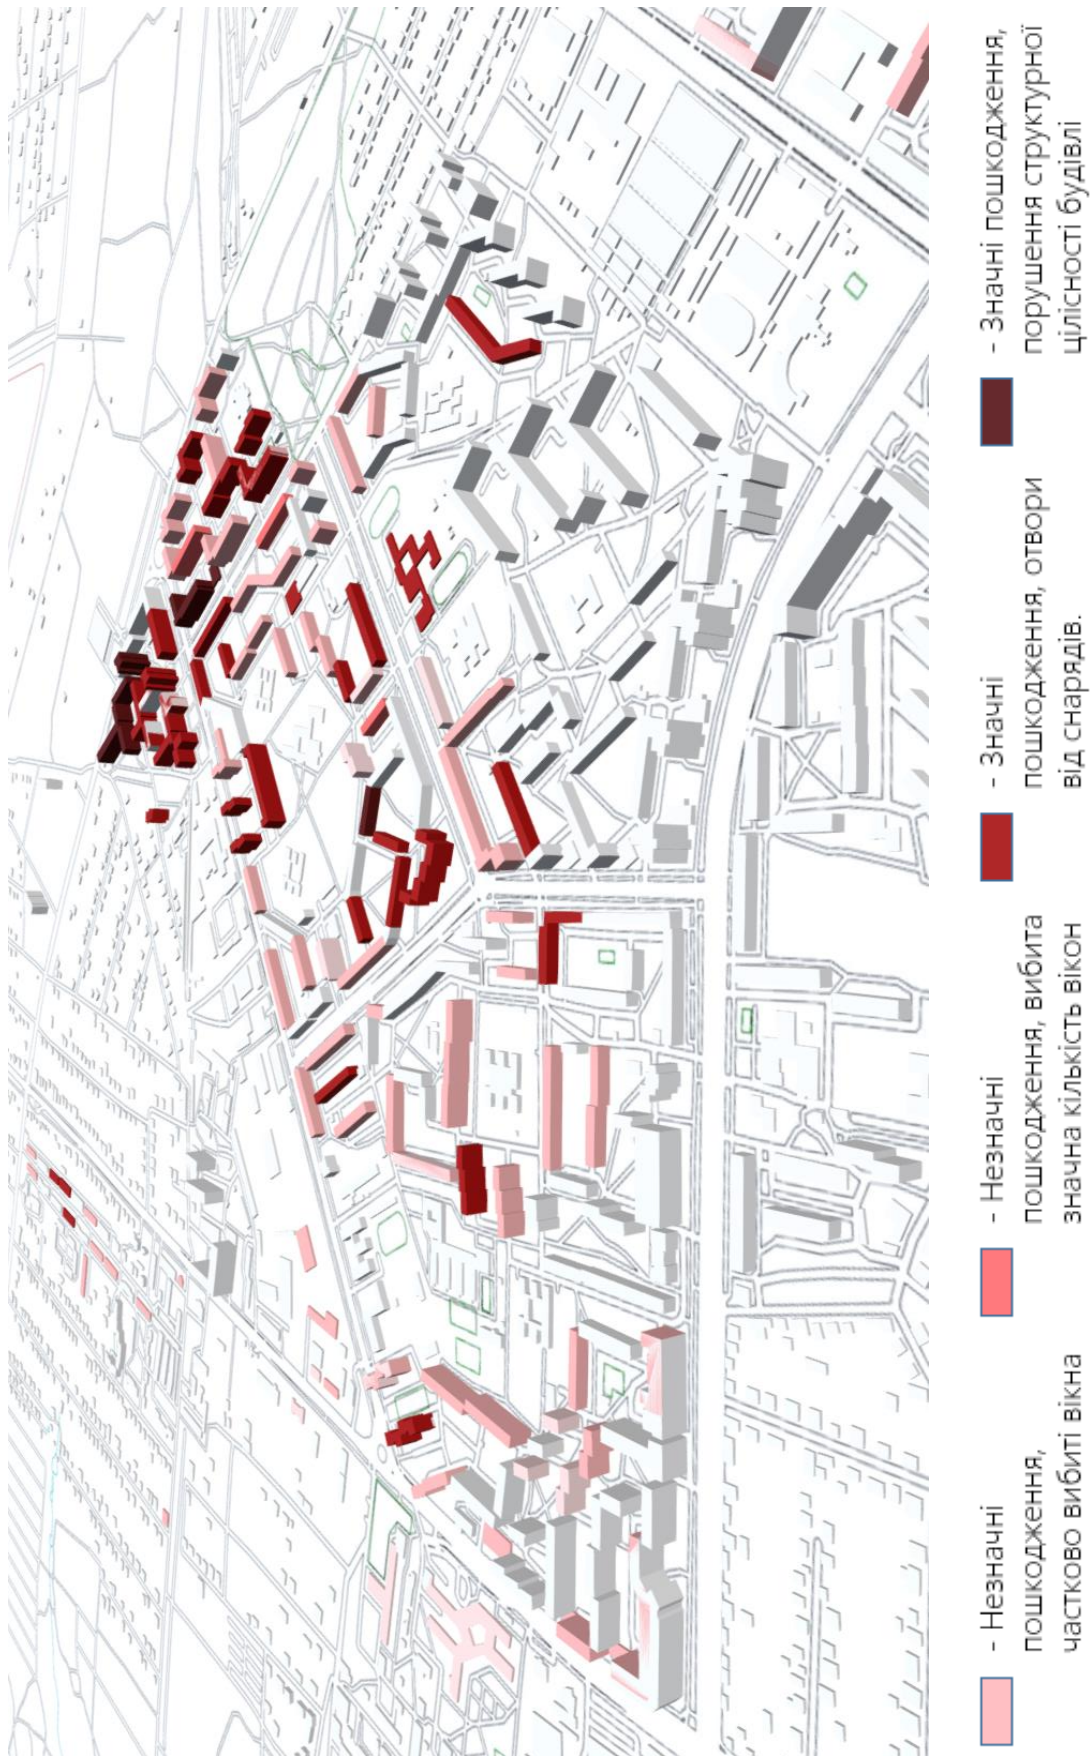 - Незначні
пошкодження,
частково вибиті вікна
- Незначні
пошкодження, вибита
значна кількість вікон
- Значні
пошкодження, отвори
від снарядів.
- Значні пошкодження,
порушення структурної
цілісності будівлі